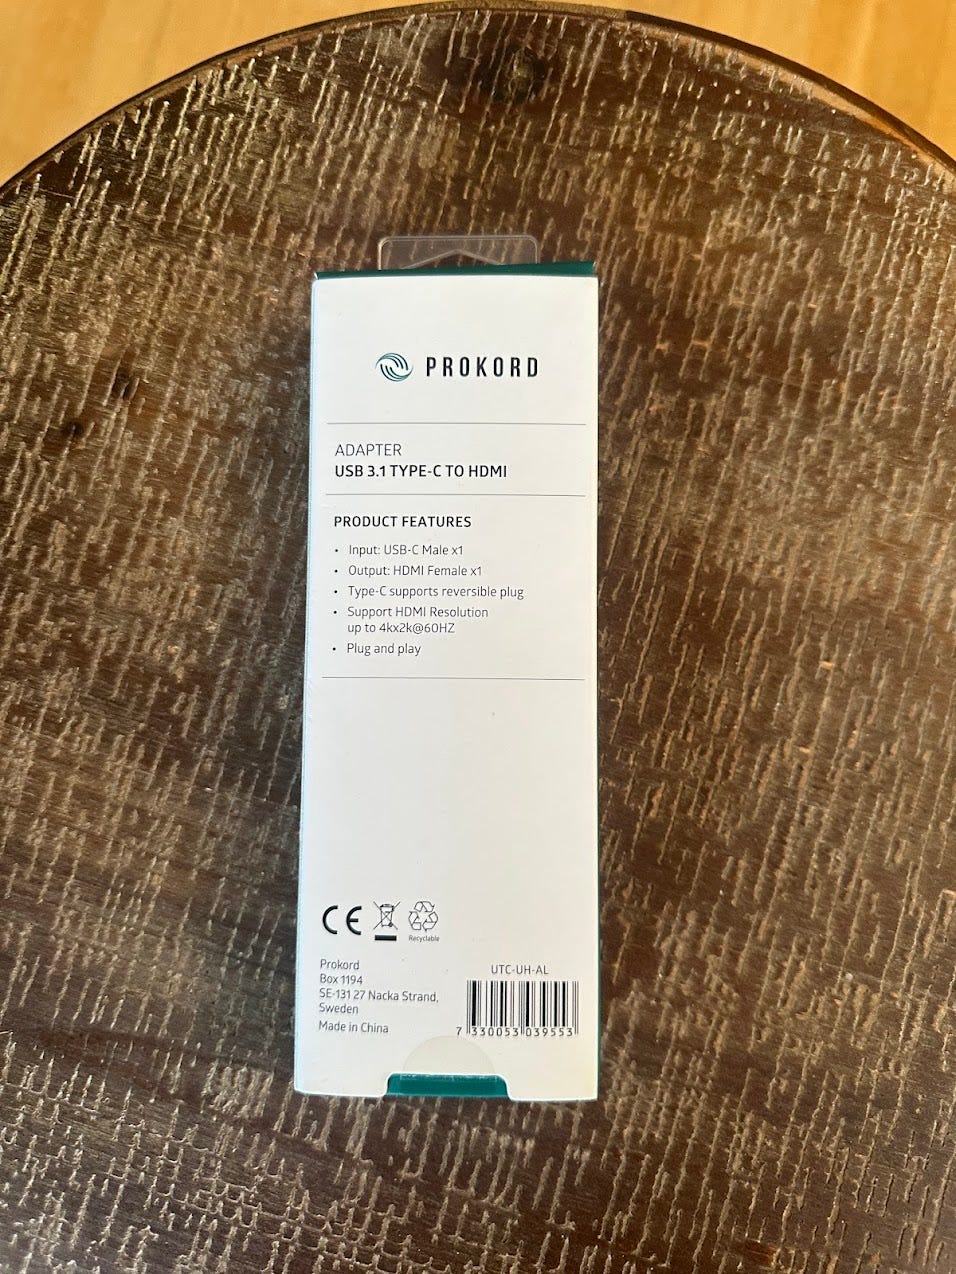 PROKORD
ADAPTER
USB 3.1 TYPE-C TO HDMI
PRODUCT FEATURES
• Input: USB-C Male x1
• Output: HDMI Female x1
• Type-C supports reversible plug
• Support HDMI Resolution
up to 4kx2k@60HZ
• Plug and play
CE
Recyclable
Prokord
Box 1194
SE-131 27 Nacka Strand,
Sweden
Made in China
UTC-UH-AL
7 330053 039553